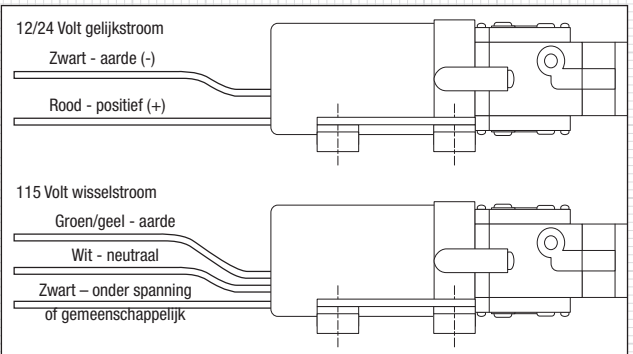 12/24 Volt gelijkstroom
Zwart - aarde (-)
Rood - positief (+)
115 Volt wisselstroom
Groen/geel - aarde
Wit - neutraal
Zwart – onder spanning
of gemeenschappelijk